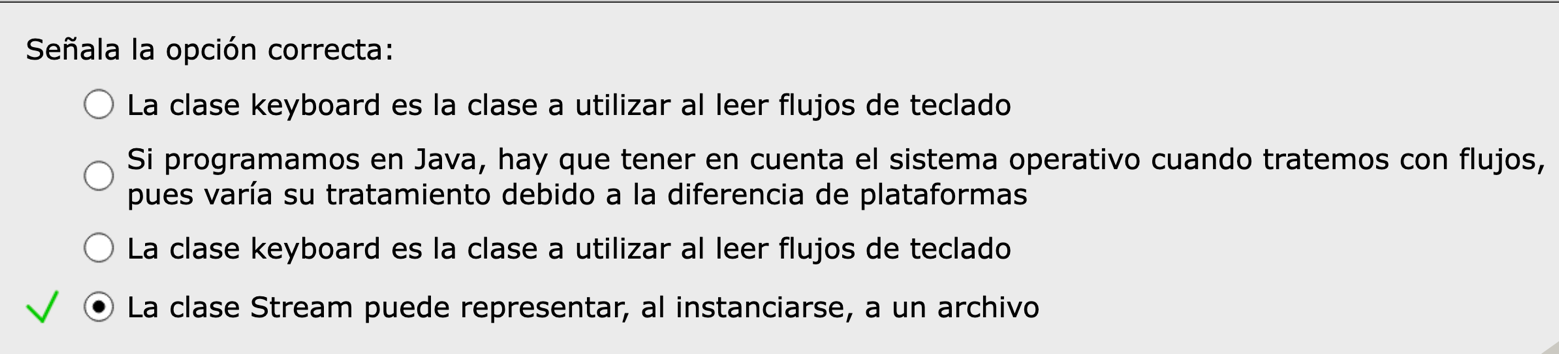 Señala la opción correcta:
La clase keyboard es la clase a utilizar al leer flujos de teclado
Si programamos en Java, hay que tener en cuenta el sistema operativo cuando tratemos con flujos,
pues varía su tratamiento debido a la diferencia de plataformas
La clase keyboard es la clase a utilizar al leer flujos de teclado
La clase Stream puede representar, al instanciarse, a un archivo